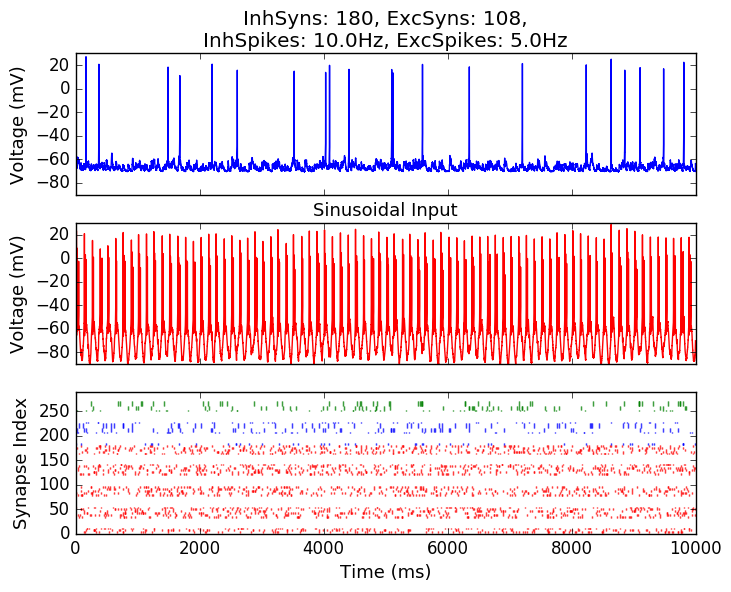 InhSyns: 180, ExcSyns: 108,
InhSpikes: 10.0Hz, ExcSpikes: 5.0Hz
20
0
−20
−40
−60
−80
Voltage (mV)
Sinusoidal Input
20
0
−20
−40
−60
−80
Voltage (mV)
250
200
150
100
50
0
Synapse Index
0 2000 4000 6000 8000 10000
Time (ms)